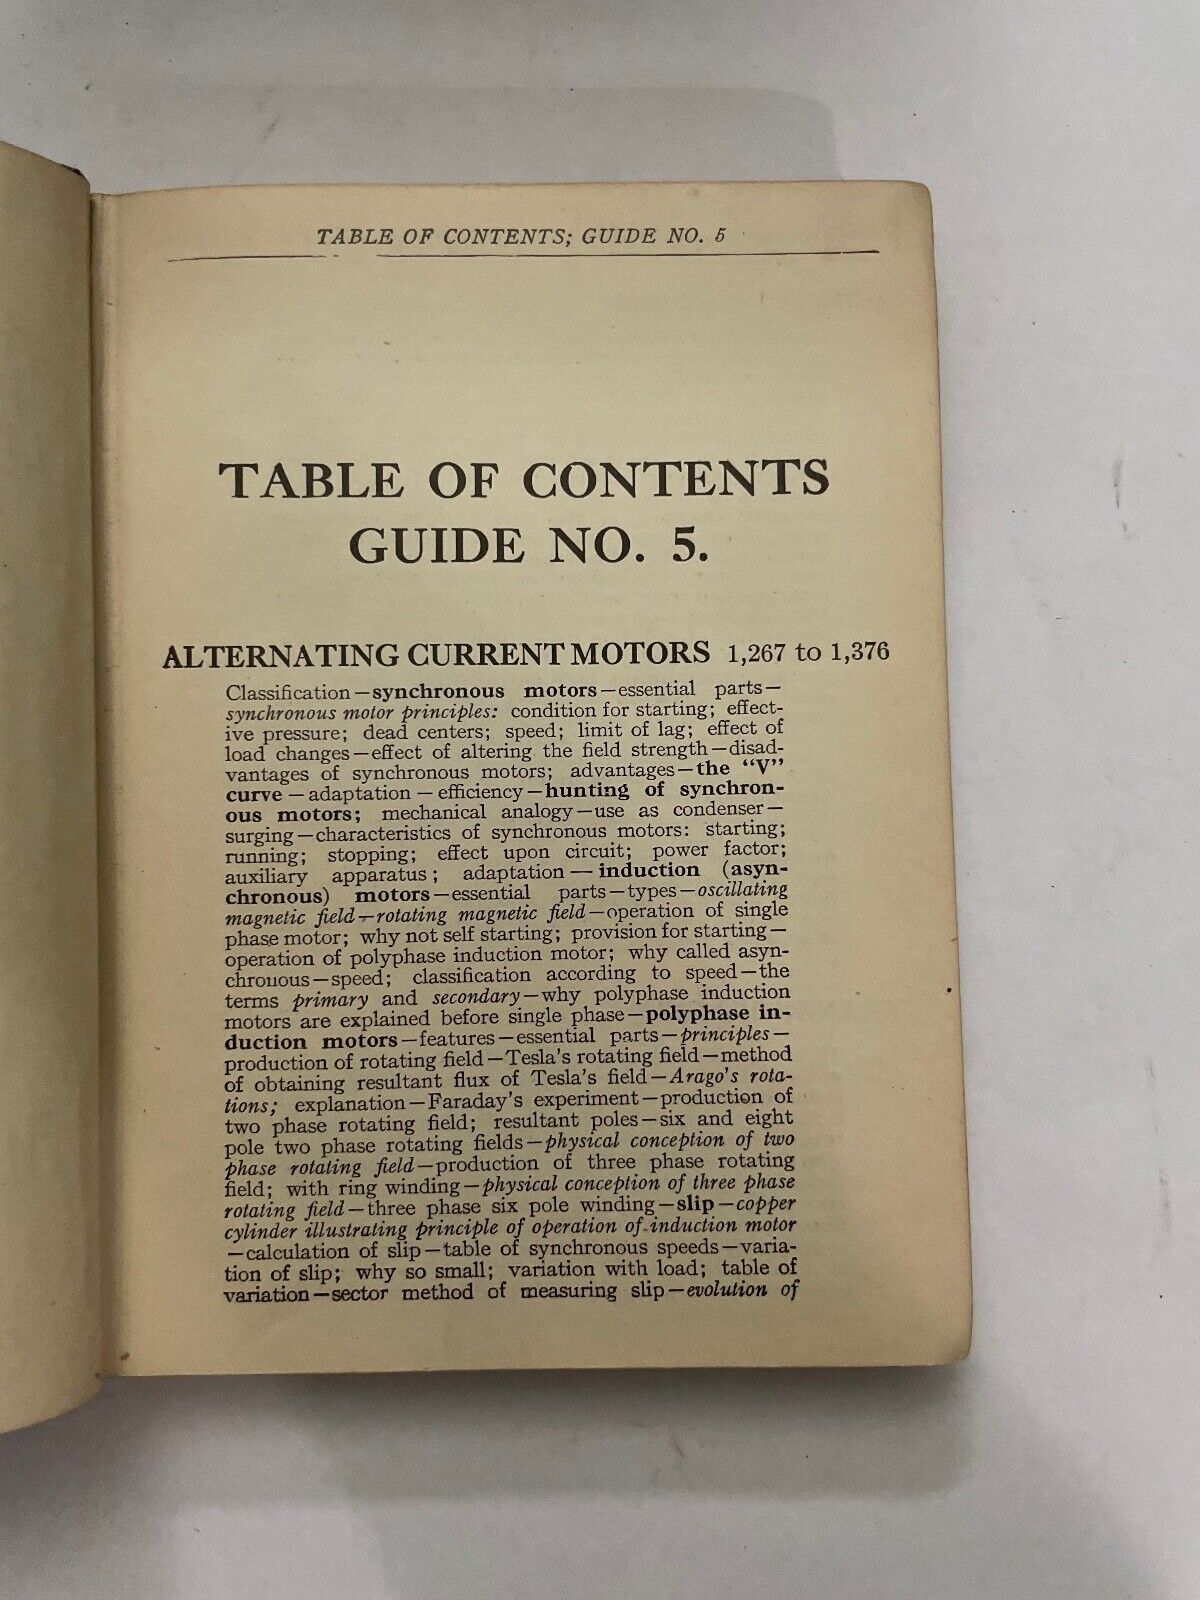 TABLE OF CONTENTS; GUIDE NO. 5
TABLE OF CONTENTS
GUIDE NO. 5.
ALTERNATING CURRENT MOTORS 1,267 to 1,376
Classification—synchronous motors—essential parts—
synchronous motor principles: condition for starting; effect-
ive pressure; dead centers; speed; limit of lag; effect of
load changes—effect of altering the field strength—disad-
vantages of synchronous motors; advantages—the "V"
curve—adaptation—efficiency—hunting of synchron-
ous motors; mechanical analogy—use as condenser—
surging—characteristics of synchronous motors: starting;
running; stopping; effect upon circuit; power factor;
auxiliary apparatus; adaptation—induction (asyn-
chronous) motors—essential parts—types—oscillating
magnetic field—rotating magnetic field—operation of single
phase motor; why not self starting; provision for starting—
operation of polyphase induction motor; why called asyn-
chronous—speed; classification according to speed—the
terms primary and secondary—why polyphase induction
motors are explained before single phase—polyphase in-
duction motors—features—essential parts—principles—
production of rotating field—Tesla's rotating field—method
of obtaining resultant flux of Tesla's field—Arago's rota-
tions; explanation—Faraday's experiment—production of
two phase rotating field; resultant poles—six and eight
pole two phase rotating fields—physical conception of two
phase rotating field—production of three phase rotating
field; with ring winding—physical conception of three phase
rotating field—three phase six pole winding—slip—copper
cylinder illustrating principle of operation of induction motor
—calculation of slip—table of synchronous speeds—varia-
tion of slip; why so small; variation with load; table of
variation—sector method of measuring slip—evolution of